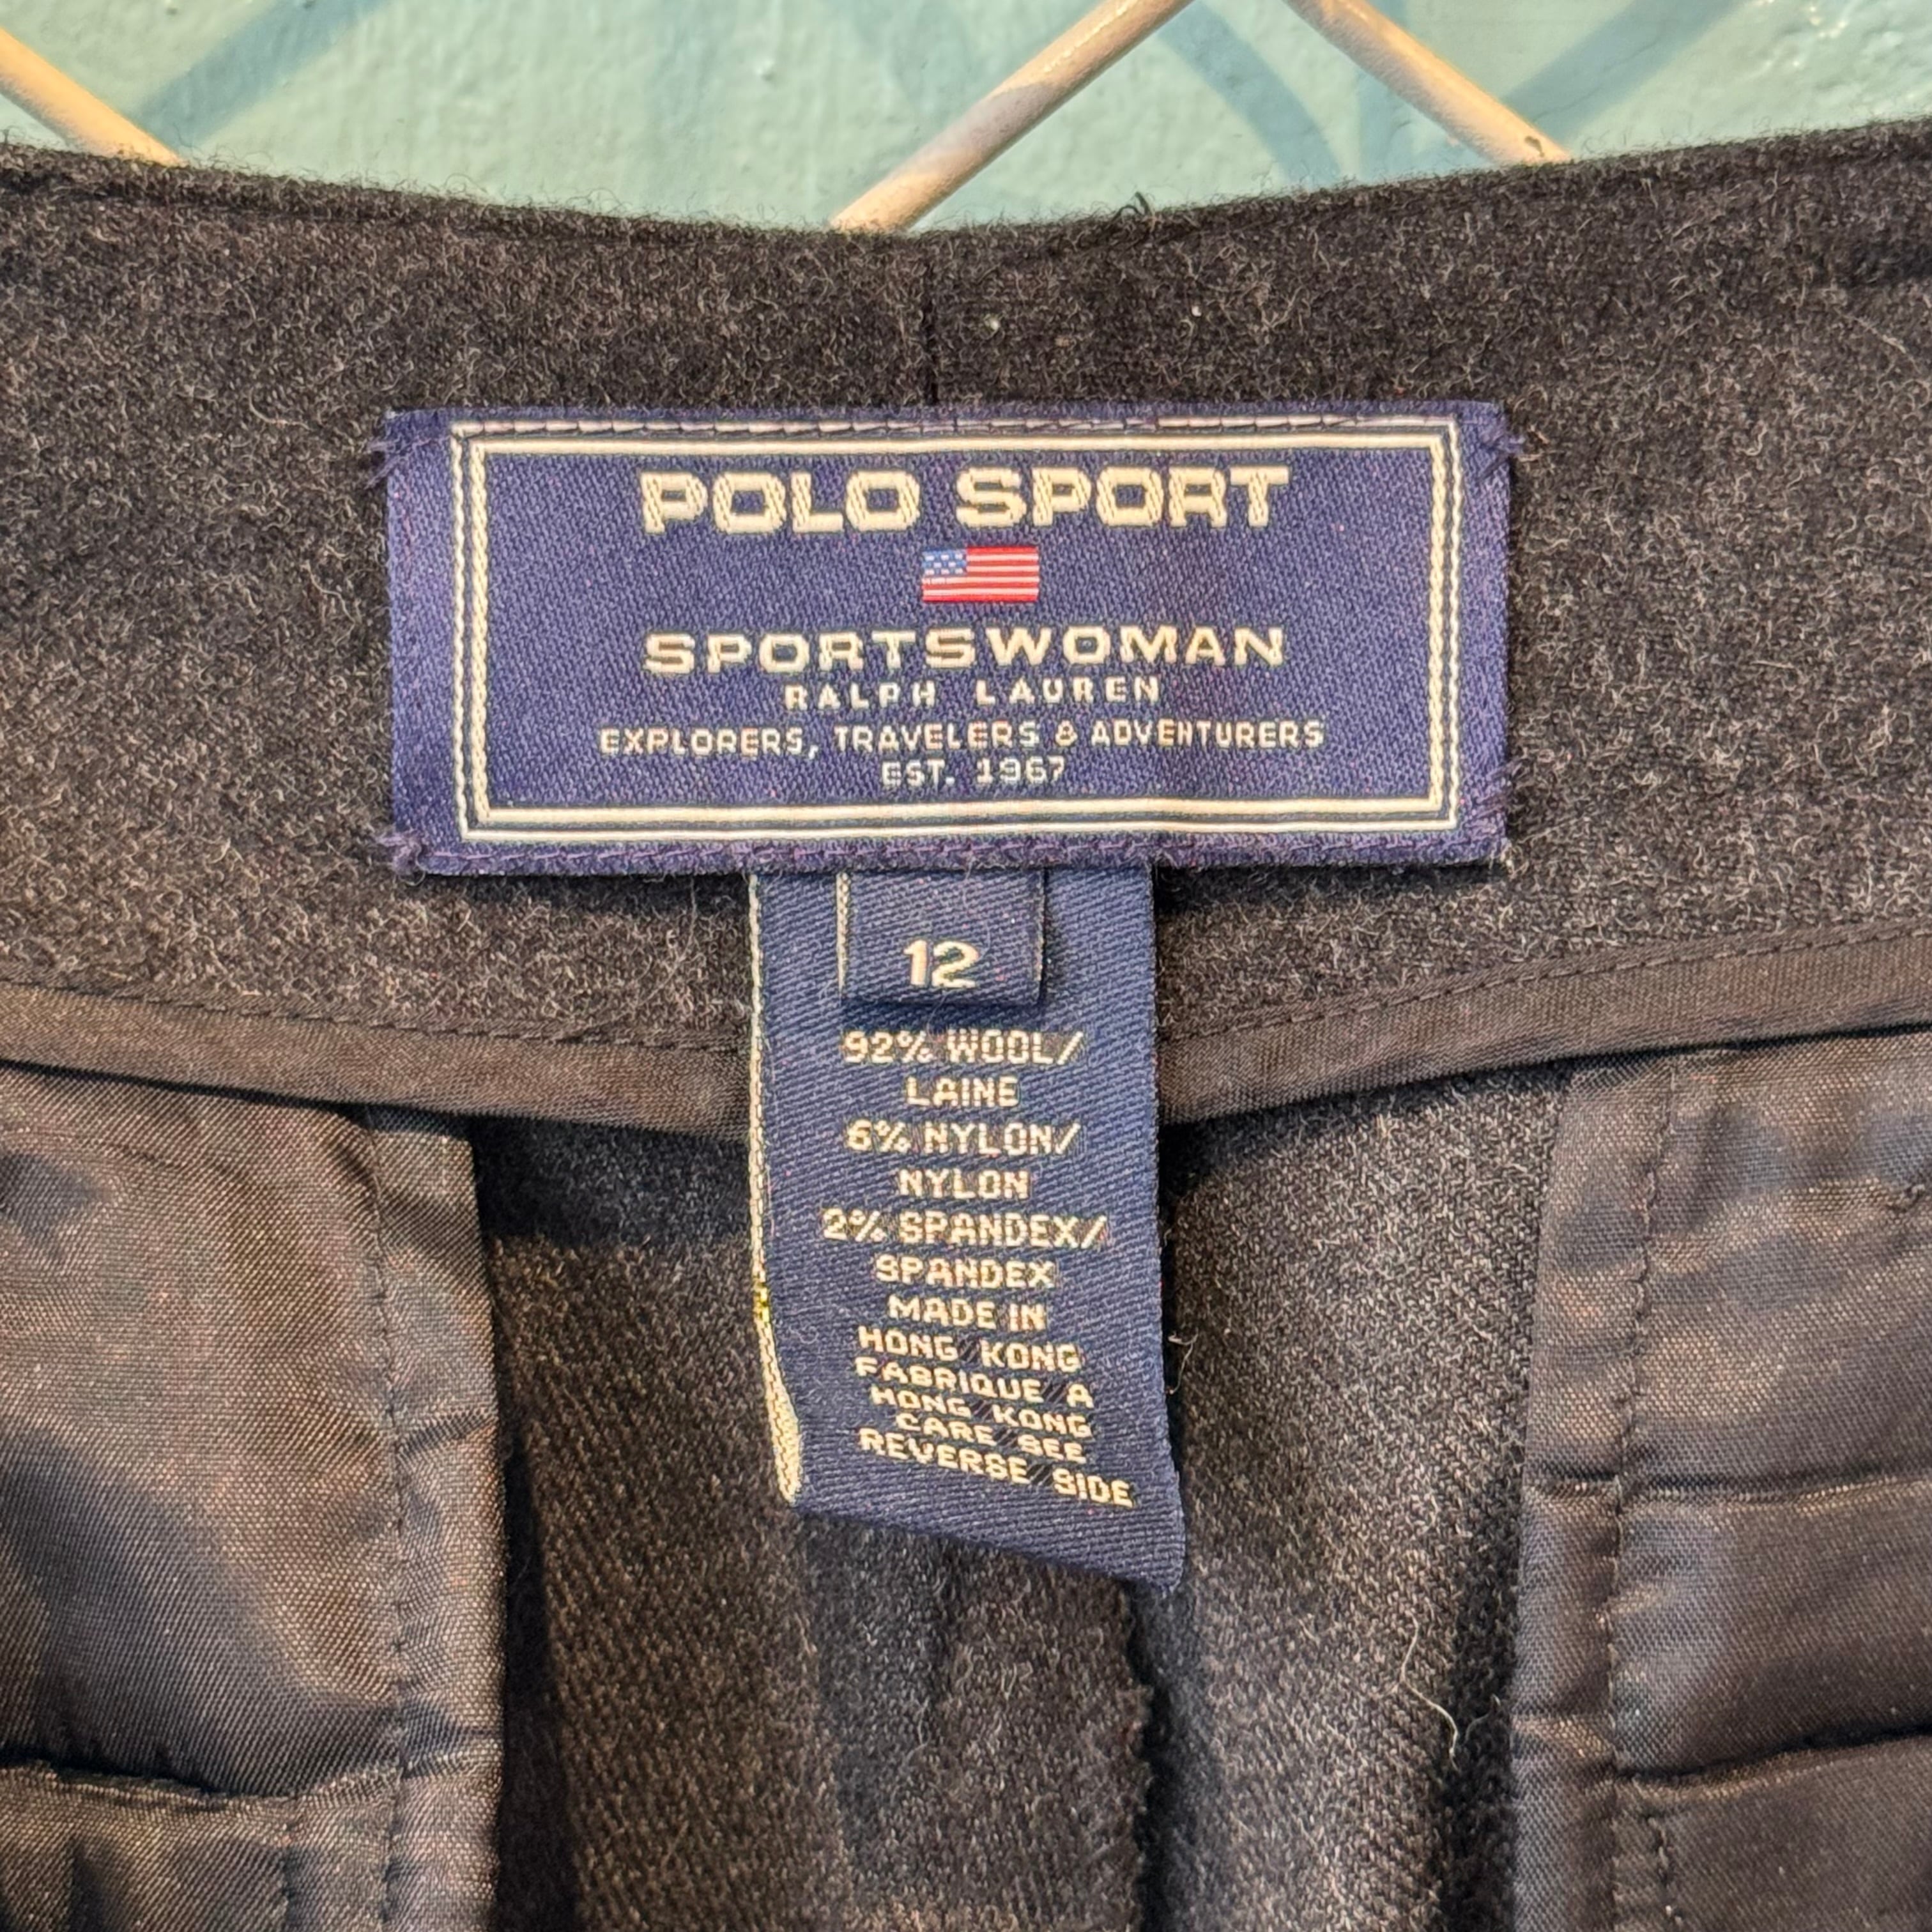 POLO SPORT
SPORTSWOMAN
RALPH LAUREN
EXPLORERS, TRAVELERS & ADVENTURERS
EST. 1967
12
92% WOOL/
LAINE
6% NYLON/
NYLON
2% SPANDEX/
SPANDEX
MADE IN
HONG KONG
FABRIQUE A
HONG KONG
CARE SEE
REVERSE SIDE